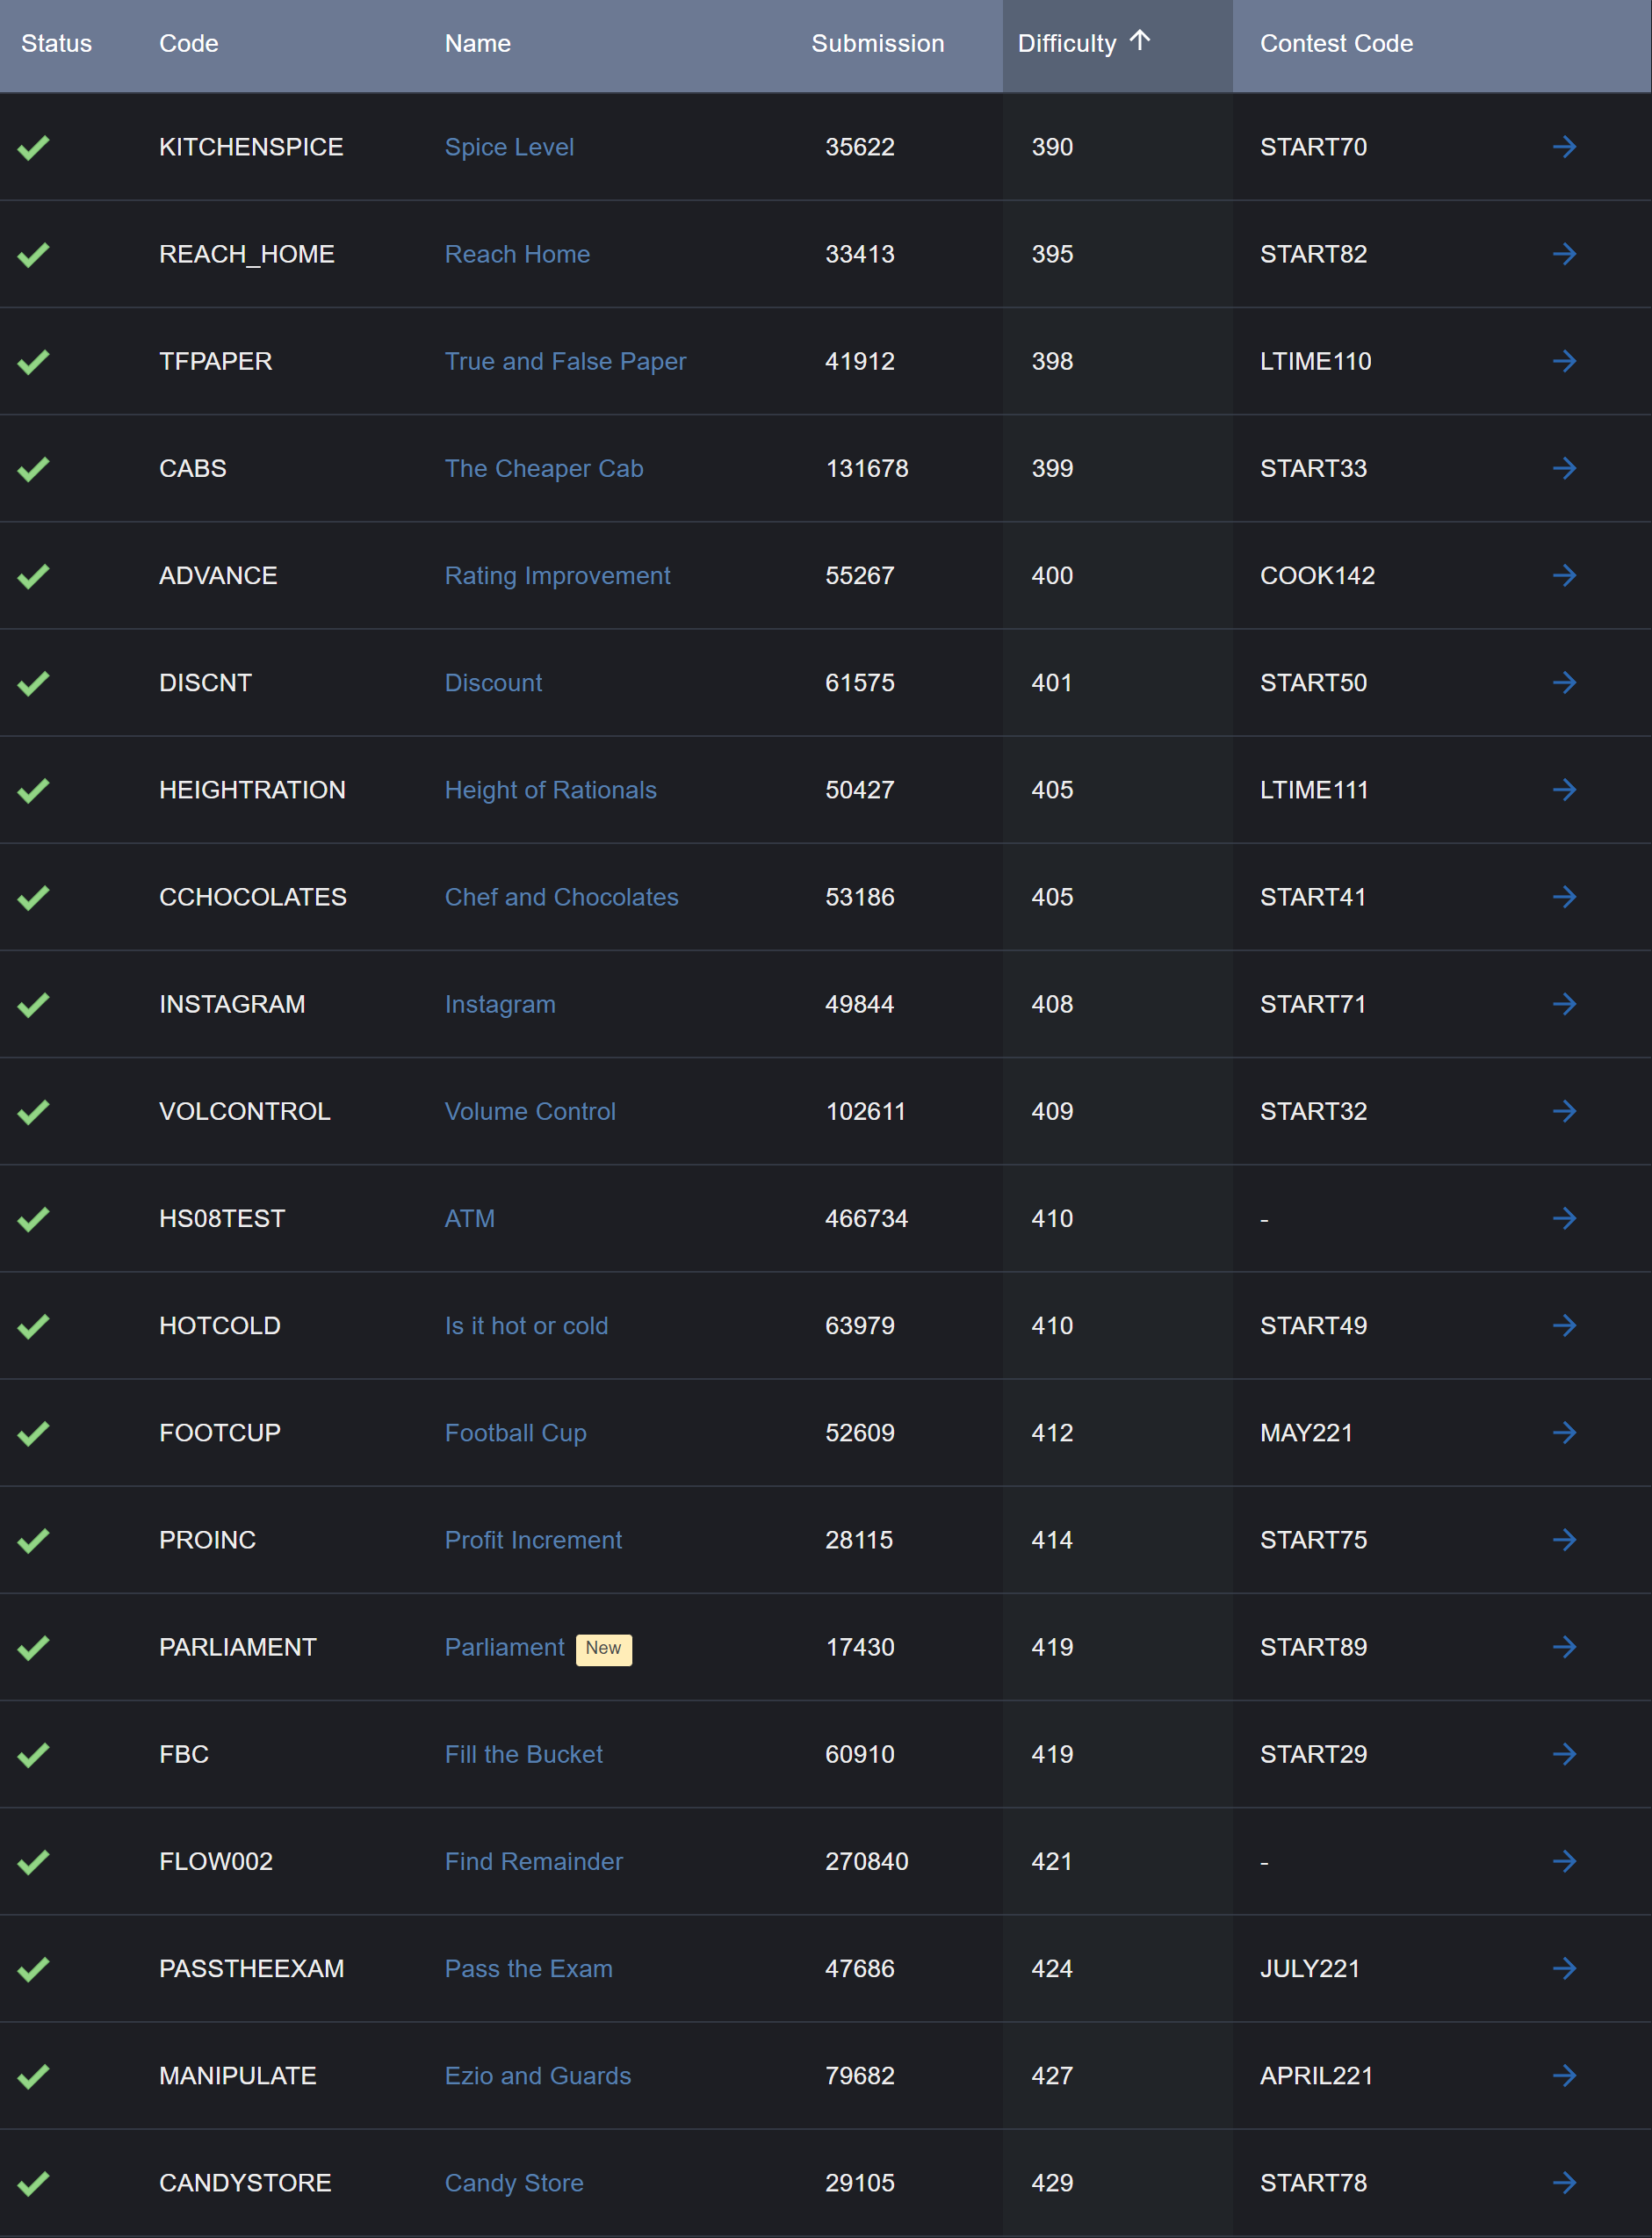 Status Code Name Submission Difficulty ↑ Contest Code
KITCHENSPICE Spice Level 35622 390 START70
REACH_HOME Reach Home 33413 395 START82
TFPAPER True and False Paper 41912 398 LTIME110
CABS The Cheaper Cab 131678 399 START33
ADVANCE Rating Improvement 55267 400 COOK142
DISCNT Discount 61575 401 START50
HEIGHTRATION Height of Rationals 50427 405 LTIME111
CCHOCOLATES Chef and Chocolates 53186 405 START41
INSTAGRAM Instagram 49844 408 START71
VOLCONTROL Volume Control 102611 409 START32
HS08TEST ATM 466734 410 -
HOTCOLD Is it hot or cold 63979 410 START49
FOOTCUP Football Cup 52609 412 MAY221
PROINC Profit Increment 28115 414 START75
PARLIAMENT Parliament New 17430 419 START89
FBC Fill the Bucket 60910 419 START29
FLOW002 Find Remainder 270840 421 -
PASSTHEEXAM Pass the Exam 47686 424 JULY221
MANIPULATE Ezio and Guards 79682 427 APRIL221
CANDYSTORE Candy Store 29105 429 START78